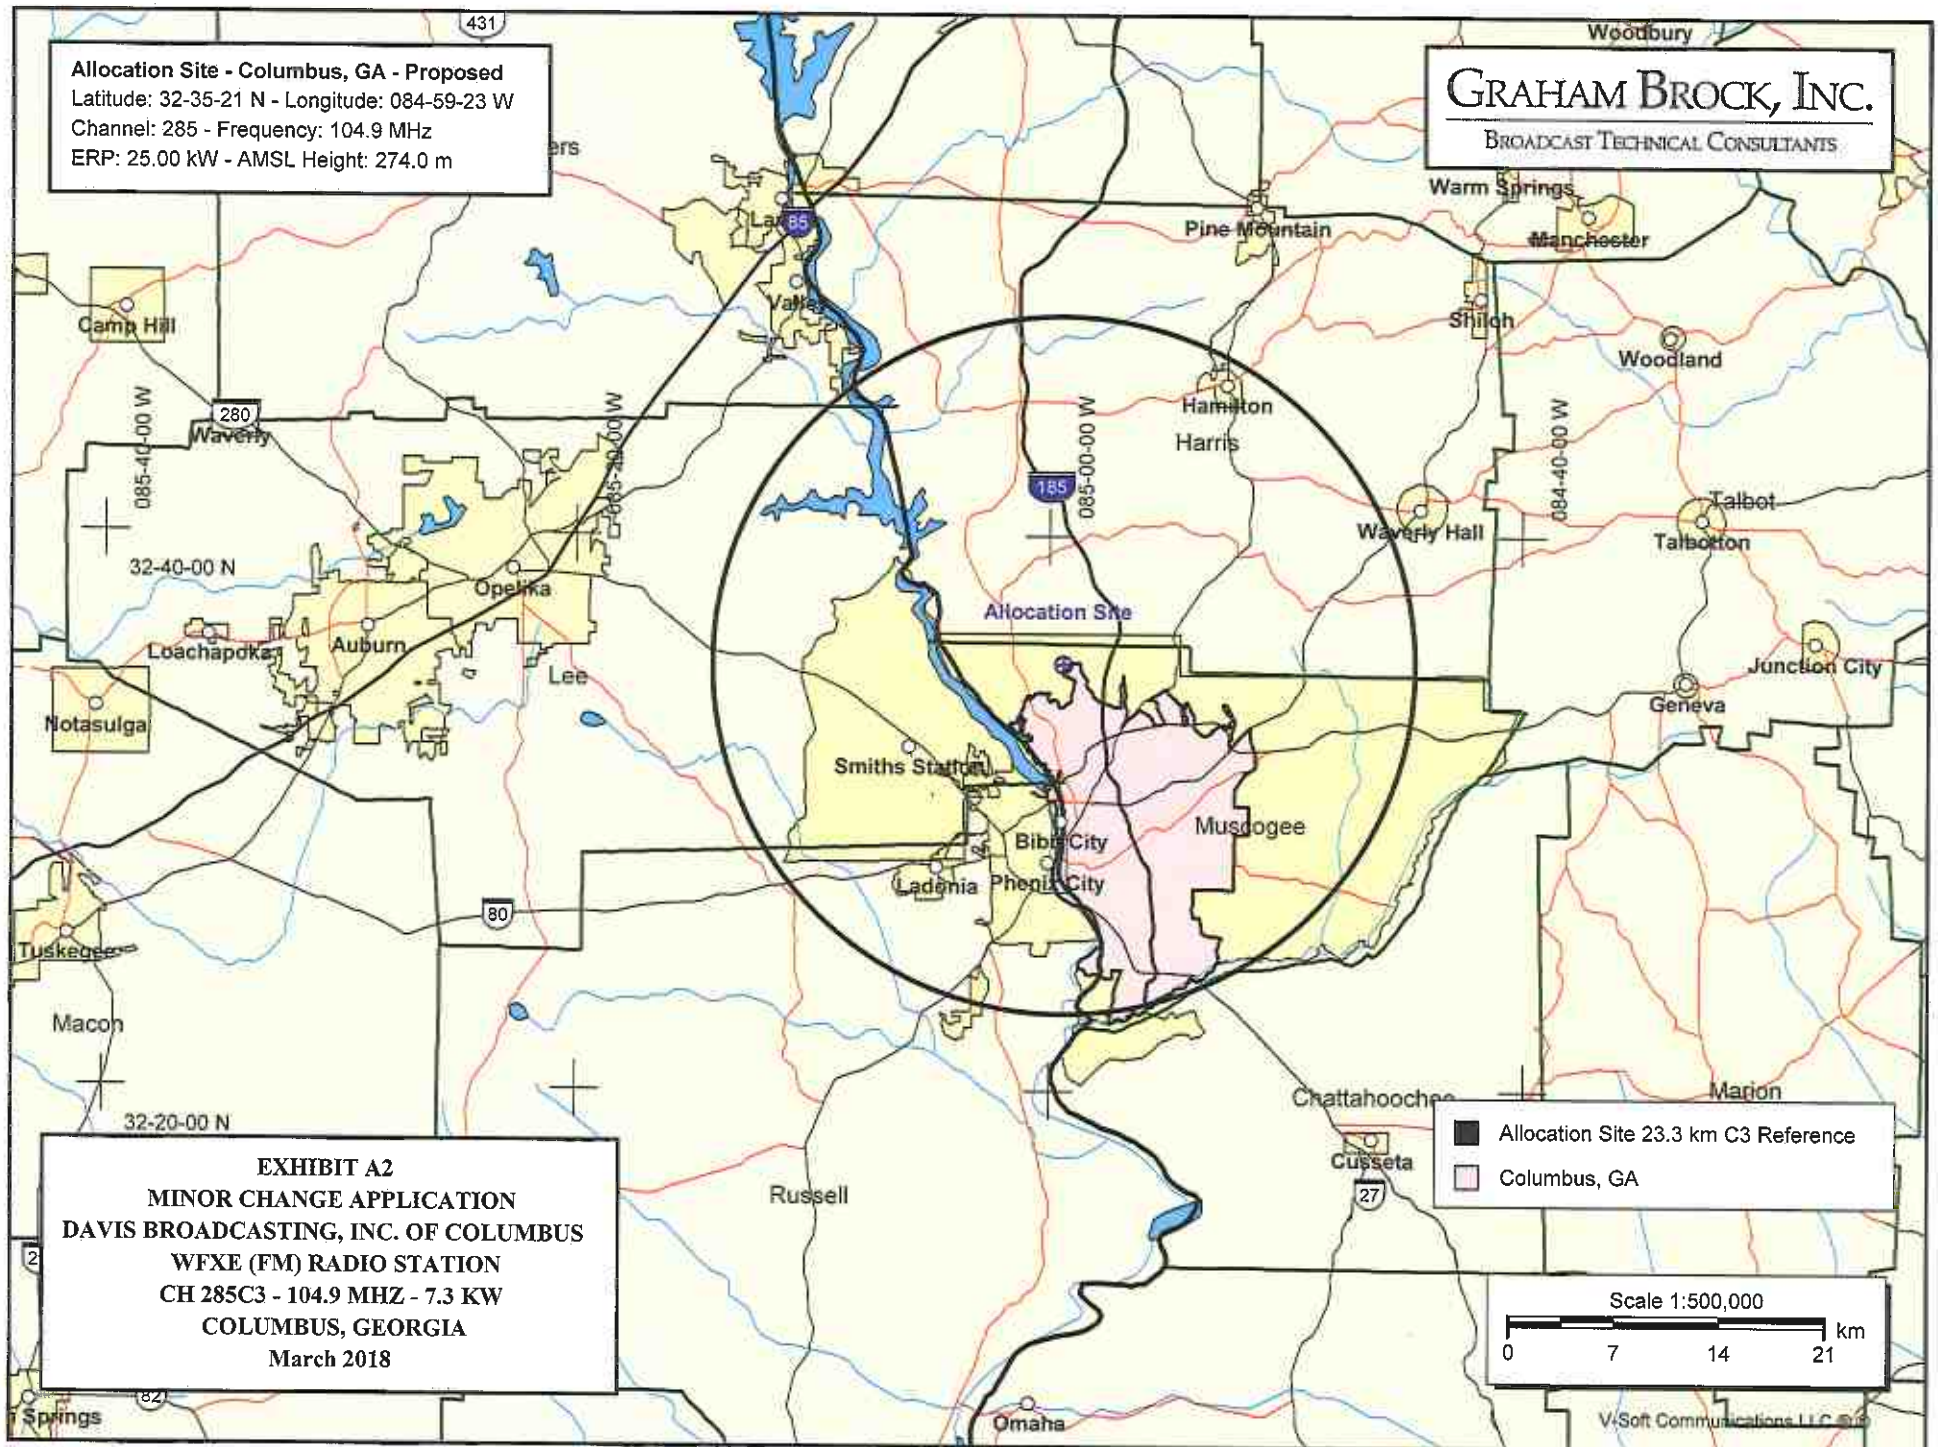 431
Woodbury
Allocation Site - Columbus, GA - Proposed
Latitude: 32-35-21 N - Longitude: 084-59-23 W
Channel: 285 - Frequency: 104.9 MHz
ERP: 25.00 kW - AMSL Height: 274.0 m
GRAHAM BROCK, INC.
BROADCAST TECHNICAL CONSULTANTS
ers
Warm Springs
85
Pine Mountain
Manchester
Valley
Camp Hill
Shiloh
Woodland
280
Waverly
Hamilton
Harris
085-40-00 W
085-20-00 W
085-00-00 W
084-40-00 W
185
Talbot
Waverly Hall
Talbotton
32-40-00 N
Opelika
Allocation Site
Loachapoka
Auburn
Lee
Junction City
Geneva
Notasulga
Smiths Station
Muscogee
Bibb City
Ladonia
Phenix City
80
Tuskegee
Macon
Chattahoochee
Marion
32-20-00 N
Allocation Site 23.3 km C3 Reference
Columbus, GA
Cusseta
27
Russell
EXHIBIT A2
MINOR CHANGE APPLICATION
DAVIS BROADCASTING, INC. OF COLUMBUS
WFXE (FM) RADIO STATION
CH 285C3 - 104.9 MHZ - 7.3 KW
COLUMBUS, GEORGIA
March 2018
Scale 1:500,000
km
0 7 14 21
82
Springs
Omaha
V-Soft Communications LLC